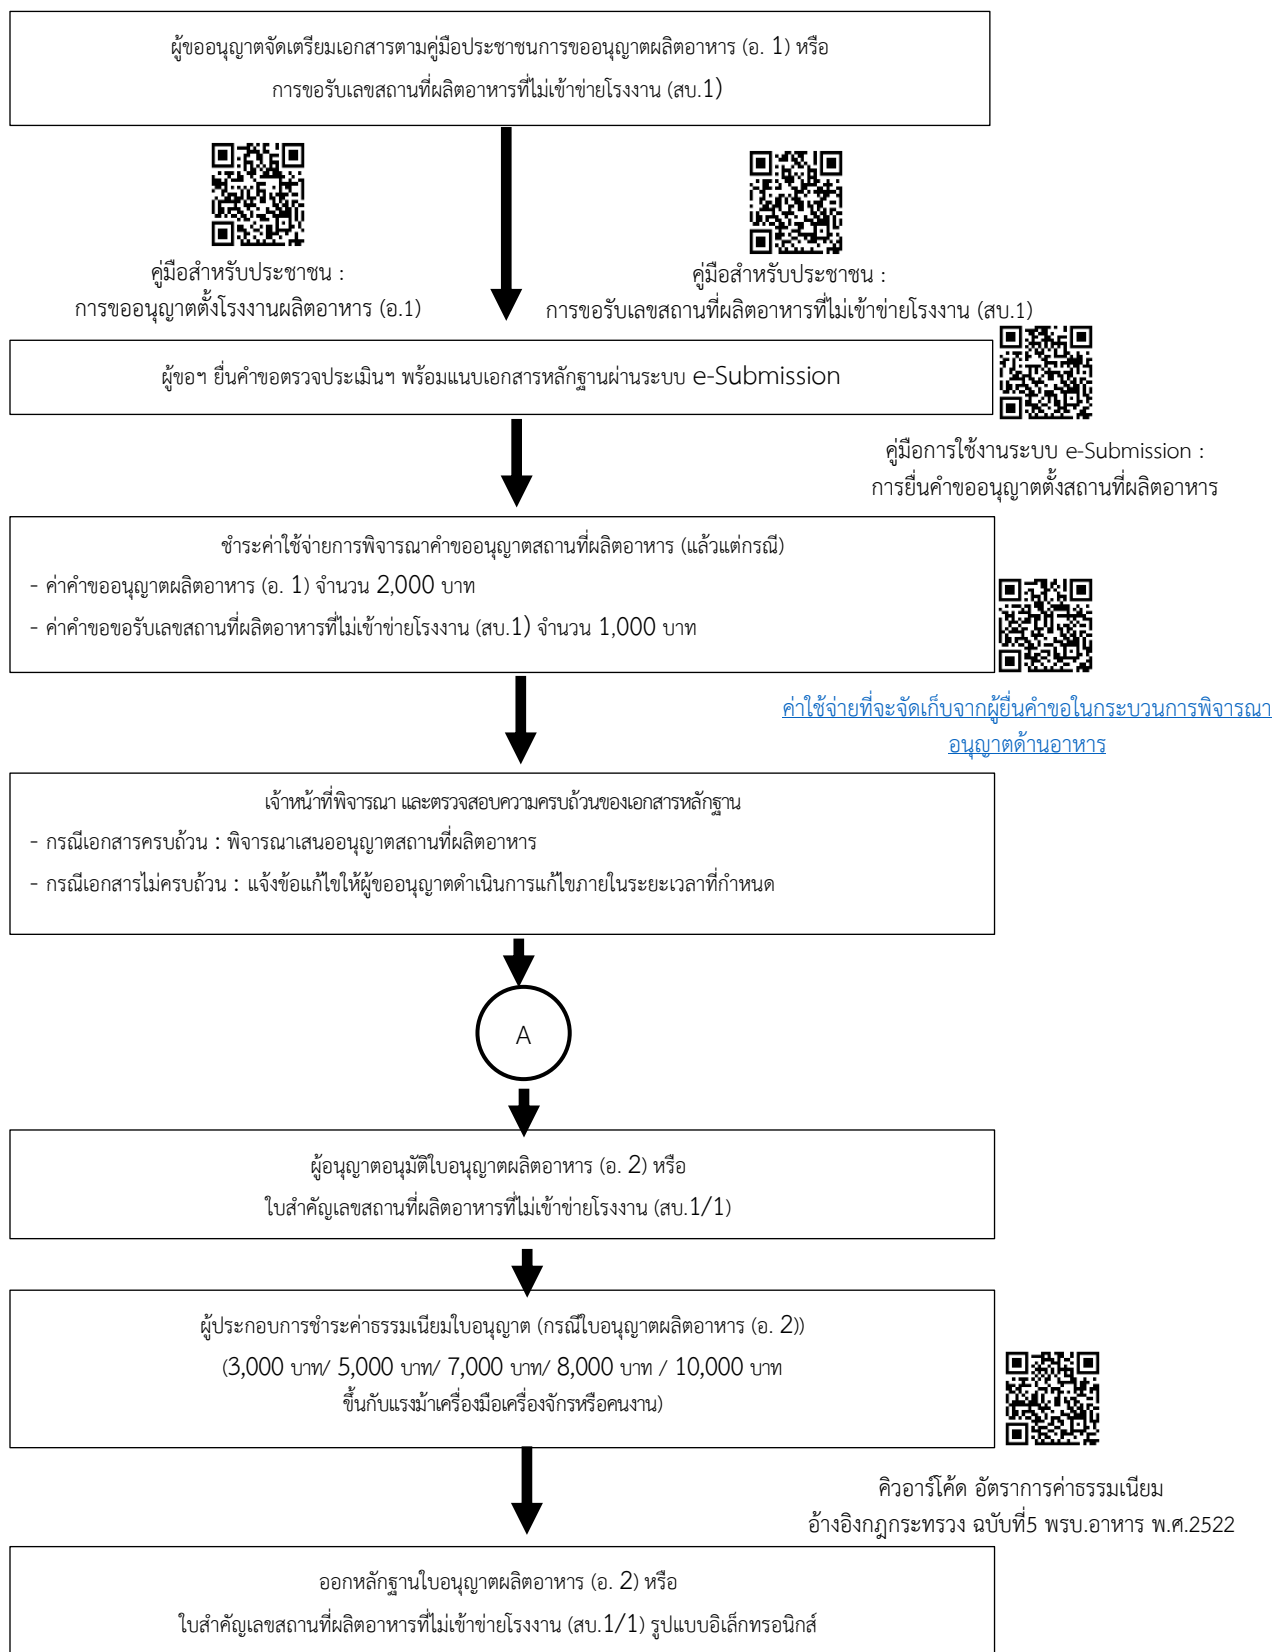 ผู้ขออนุญาตจัดเตรียมเอกสารตามคู่มือประชาชนการขออนุญาตผลิตอาหาร (อ. 1) หรือ
การขอรับเลขสถานที่ผลิตอาหารที่ไม่เข้าข่ายโรงงาน (สบ.1)
คู่มือสำหรับประชาชน :
การขออนุญาตตั้งโรงงานผลิตอาหาร (อ.1)
คู่มือสำหรับประชาชน :
การขอรับเลขสถานที่ผลิตอาหารที่ไม่เข้าข่ายโรงงาน (สบ.1)
ผู้ขอฯ ยื่นคำขอตรวจประเมินฯ พร้อมแนบเอกสารหลักฐานผ่านระบบ e-Submission
คู่มือการใช้งานระบบ e-Submission :
การยื่นคำขออนุญาตตั้งสถานที่ผลิตอาหาร
ชำระค่าใช้จ่ายการพิจารณาคำขออนุญาตสถานที่ผลิตอาหาร (แล้วแต่กรณี)
- ค่าคำขออนุญาตผลิตอาหาร (อ. 1) จำนวน 2,000 บาท
- ค่าคำขอขอรับเลขสถานที่ผลิตอาหารที่ไม่เข้าข่ายโรงงาน (สบ.1) จำนวน 1,000 บาท
ค่าใช้จ่ายที่จะจัดเก็บจากผู้ยื่นคำขอในกระบวนการพิจารณา
อนุญาตด้านอาหาร
เจ้าหน้าที่พิจารณา และตรวจสอบความครบถ้วนของเอกสารหลักฐาน
- กรณีเอกสารครบถ้วน : พิจารณาเสนออนุญาตสถานที่ผลิตอาหาร
- กรณีเอกสารไม่ครบถ้วน : แจ้งข้อแก้ไขให้ผู้ขออนุญาตดำเนินการแก้ไขภายในระยะเวลาที่กำหนด
A
ผู้อนุญาตอนุมัติใบอนุญาตผลิตอาหาร (อ. 2) หรือ
ใบสำคัญเลขสถานที่ผลิตอาหารที่ไม่เข้าข่ายโรงงาน (สบ.1/1)
ผู้ประกอบการชำระค่าธรรมเนียมใบอนุญาต (กรณีใบอนุญาตผลิตอาหาร (อ. 2))
(3,000 บาท/ 5,000 บาท/ 7,000 บาท/ 8,000 บาท / 10,000 บาท
ขึ้นกับแรงม้าเครื่องมือเครื่องจักรหรือคนงาน)
คิวอาร์โค้ด อัตราการค่าธรรมเนียม
อ้างอิงกฎกระทรวง ฉบับที่5 พรบ.อาหาร พ.ศ.2522
ออกหลักฐานใบอนุญาตผลิตอาหาร (อ. 2) หรือ
ใบสำคัญเลขสถานที่ผลิตอาหารที่ไม่เข้าข่ายโรงงาน (สบ.1/1) รูปแบบอิเล็กทรอนิกส์